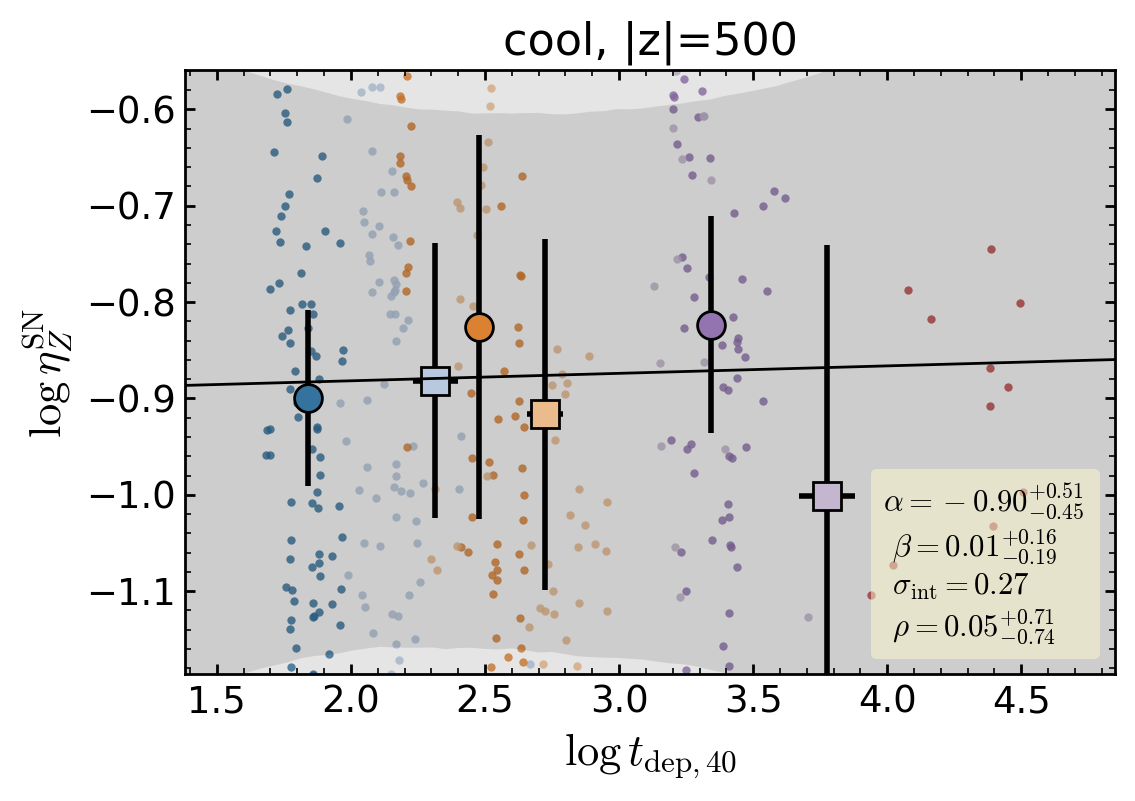 cool, |z|=500
−0.6
−0.7
−0.8
−0.9
−1.0
−1.1
log η_Z^SN
α = −0.90^{+0.51}_{−0.45}
β = 0.01^{+0.16}_{−0.19}
σ_int = 0.27
ρ = 0.05^{+0.71}_{−0.74}
1.5 2.0 2.5 3.0 3.5 4.0 4.5
log t_{dep, 40}